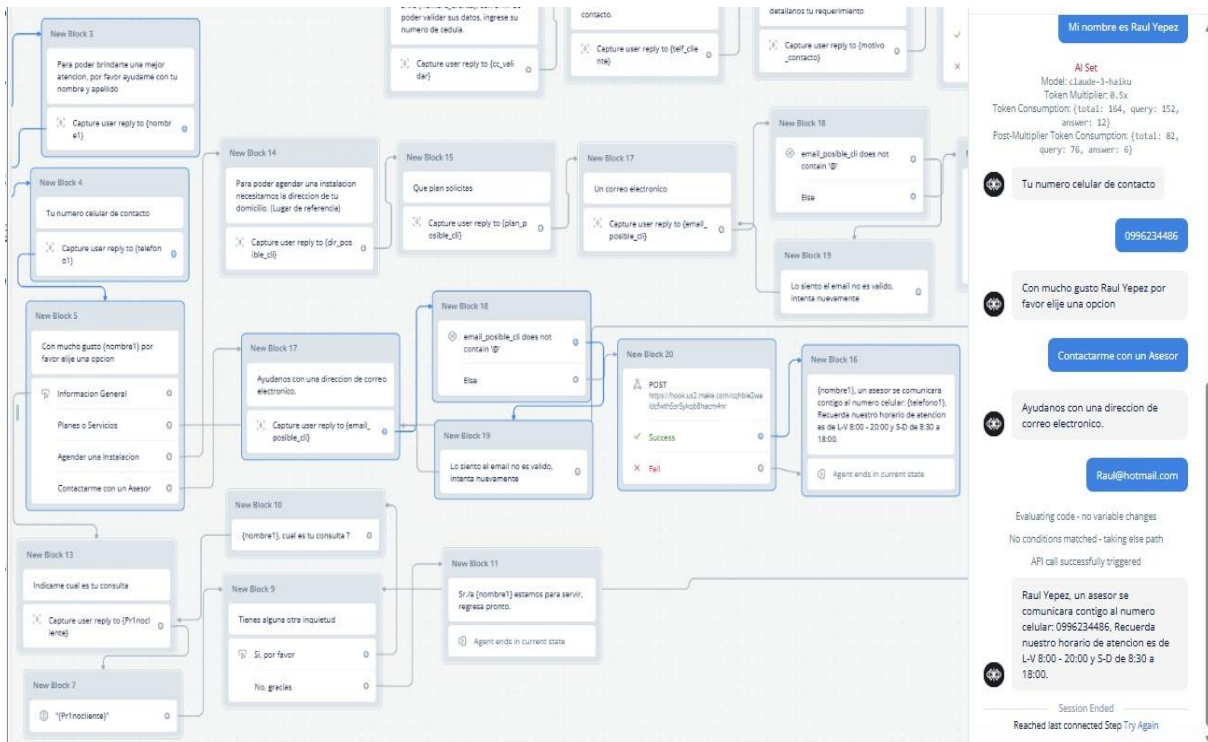 New Block 3
Para poder brindarte una mejor
atencion, por favor ayudame con tu
nombre y apellido
Capture user reply to {nombr
e1}
poder validar sus datos, ingrese su
numero de cedula.
Capture user reply to {cc_vali
dar}
contacto.
Capture user reply to {telf_clie
nte}
detallanos tu requerimiento
Capture user reply to {motivo
_contacto}
New Block 4
Tu numero celular de contacto
Capture user reply to {telefon
o1}
New Block 14
Para poder agendar una instalacion
necesitamos la direccion de tu
domicilio. (Lugar de referencia)
Capture user reply to {dir_pos
ible_cli}
New Block 15
Que plan solicitas
Capture user reply to {plan_p
osible_cli}
New Block 17
Un correo electronico
Capture user reply to {email_
posible_cli}
New Block 18
email_posible_cli does not
contain '@'
Else
New Block 19
Lo siento el email no es valido,
intenta nuevamente
New Block 5
Con mucho gusto {nombre1} por
favor elije una opcion
Informacion General
Planes o Servicios
Agendar una Instalacion
Contactarme con un Asesor
New Block 17
Ayudanos con una direccion de correo
electronico.
Capture user reply to {email_
posible_cli}
New Block 18
email_posible_cli does not
contain '@'
Else
New Block 19
Lo siento el email no es valido,
intenta nuevamente
New Block 20
POST
Success
Fail
New Block 16
{nombre1}, un asesor se comunicara
contigo al numero celular: {telefono1},
Recuerda nuestro horario de atencion
es de L-V 8:00 - 20:00 y S-D de 8:30 a
18:00.
Agent ends in current state
New Block 10
{nombre1}, cual es tu consulta ?
New Block 13
Indicame cual es tu consulta
Capture user reply to {Pr1nocl
iente}
New Block 9
Tienes alguna otra inquietud
Si, por favor
No, gracias
New Block 11
Sr./a {nombre1} estamos para servir,
regresa pronto.
Agent ends in current state
New Block 7
"{Pr1nocliente}"
Mi nombre es Raul Yepez
AI Set
Model: claude-3-haiku
Token Multiplier: 0.5x
Token Consumption: {total: 164, query: 152,
answer: 12}
Post-Multiplier Token Consumption: {total: 82,
query: 76, answer: 6}
Tu numero celular de contacto
0996234486
Con mucho gusto Raul Yepez por
favor elije una opcion
Contactarme con un Asesor
Ayudanos con una direccion de
correo electronico.
Raul@hotmail.com
Evaluating code - no variable changes
No conditions matched - taking else path
API call successfully triggered
Raul Yepez, un asesor se
comunicara contigo al numero
celular: 0996234486, Recuerda
nuestro horario de atencion es de
L-V 8:00 - 20:00 y S-D de 8:30 a
18:00.
Session Ended
Reached last connected Step Try Again